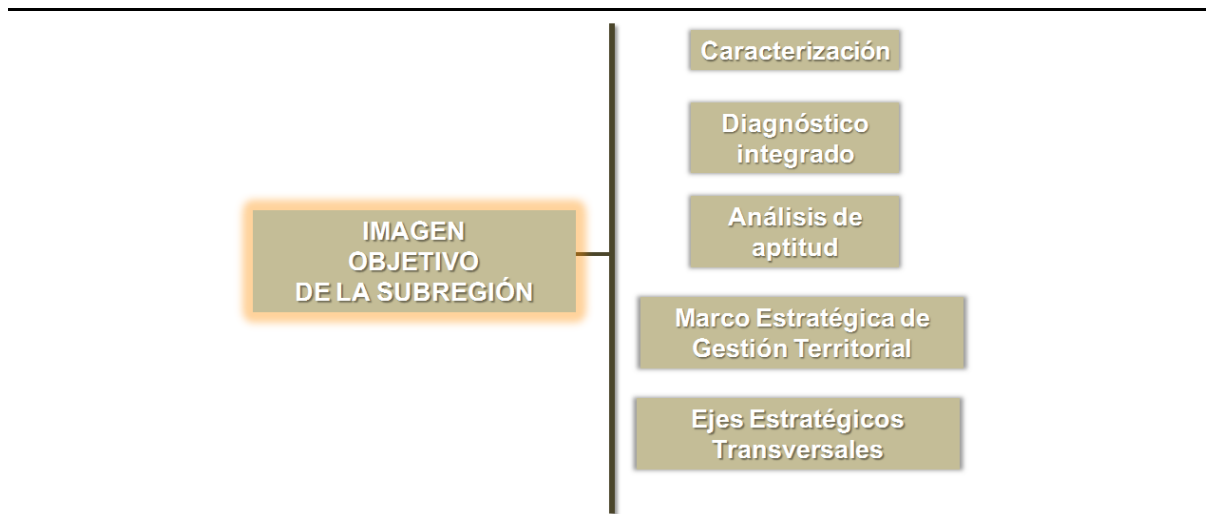 IMAGEN
OBJETIVO
DE LA SUBREGIÓN
Caracterización
Diagnóstico
integrado
Análisis de
aptitud
Marco Estratégica de
Gestión Territorial
Ejes Estratégicos
Transversales